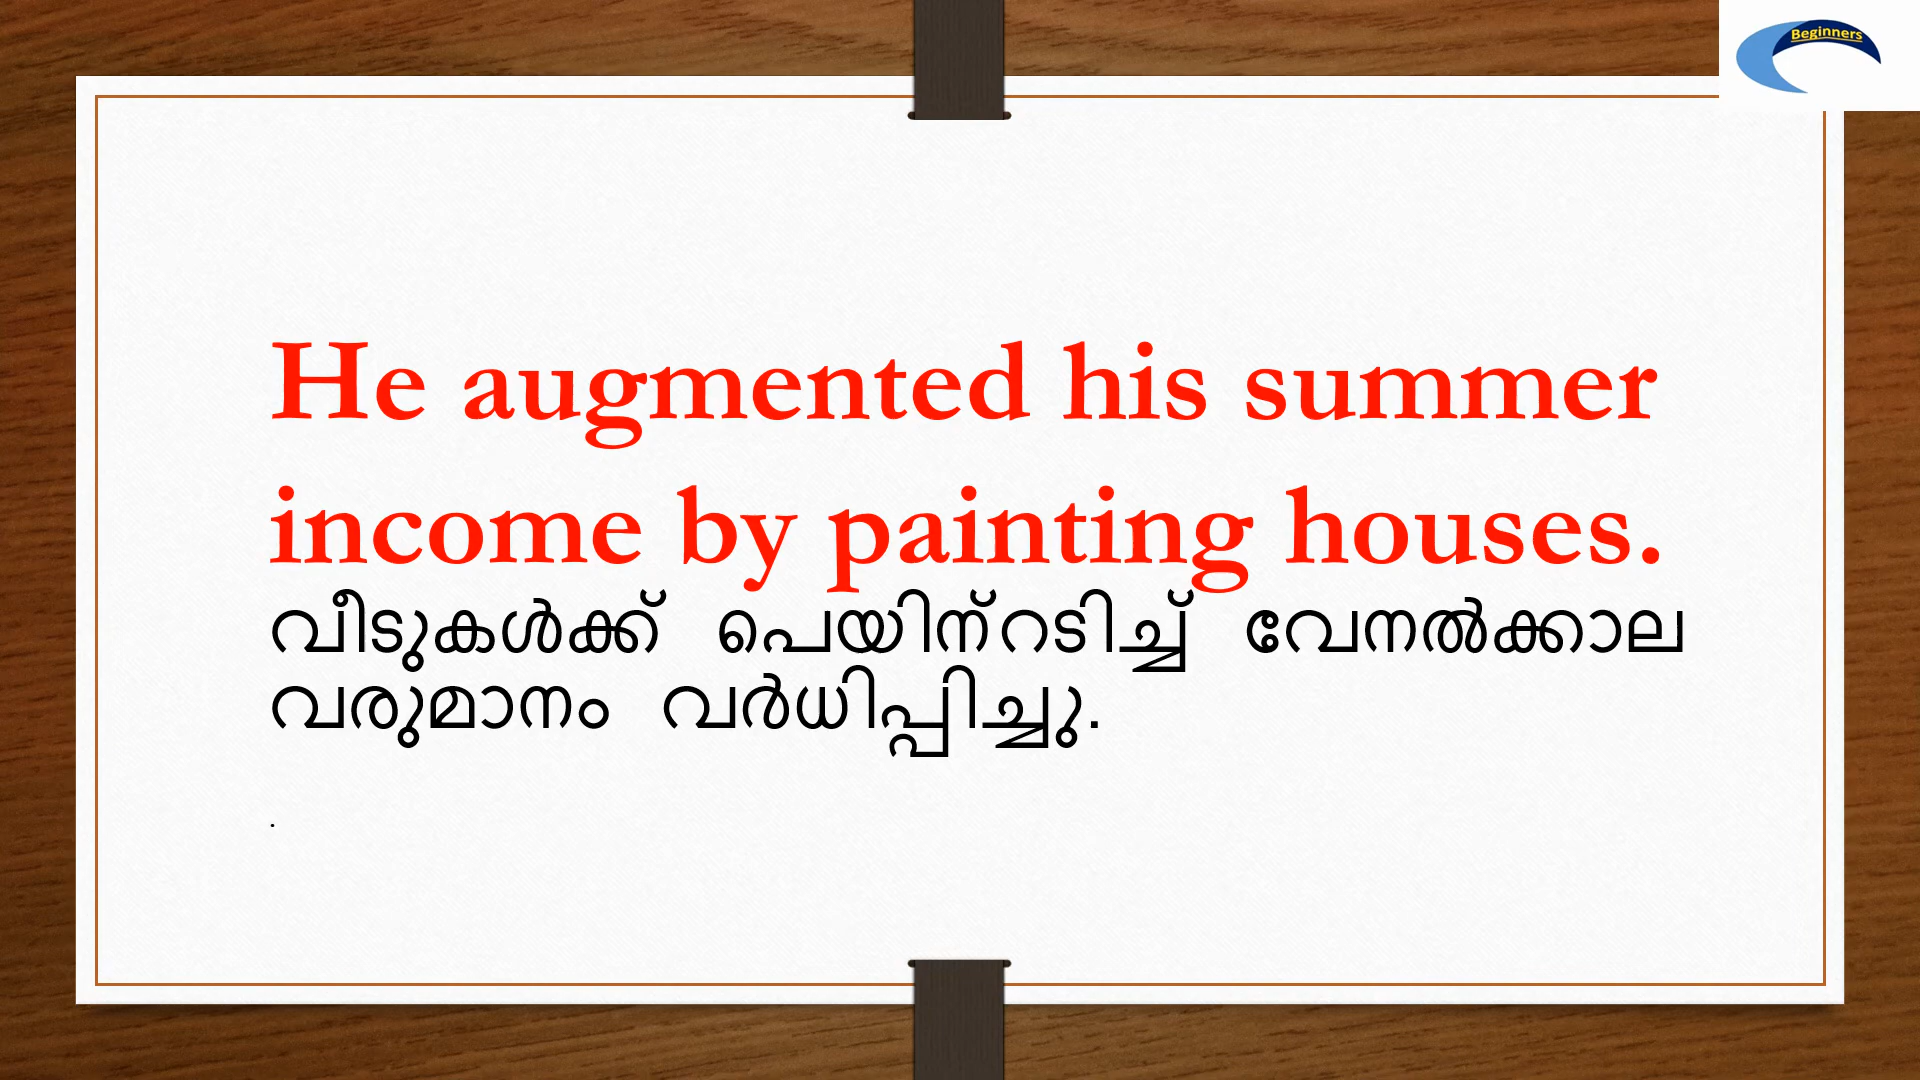 Beginners
He augmented his summer
income by painting houses.
വീടുകൾക്ക് പെയിന്റടിച്ച് വേനൽക്കാല
വരുമാനം വർധിപ്പിച്ചു.
.